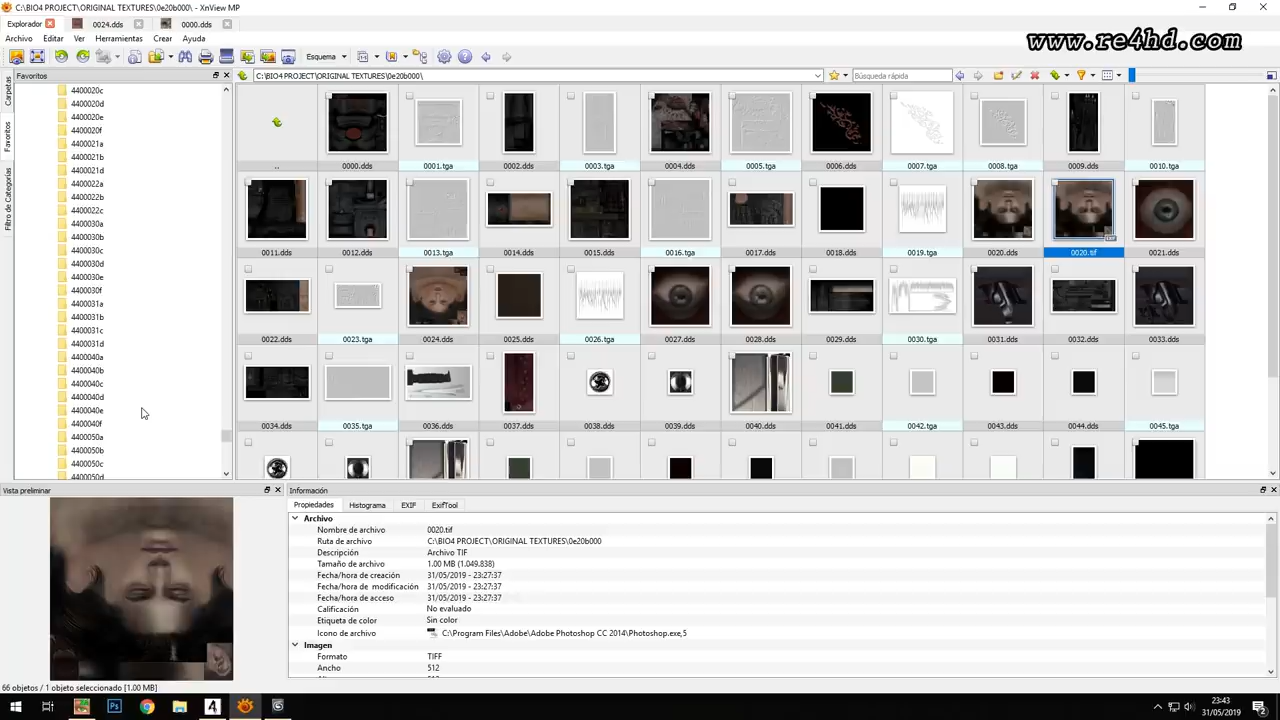 C:\BIO4 PROJECT\ORIGINAL TEXTURES\0e20b000\ - XnView MP
Explorador
0024.dds
0000.dds
Archivo Editar Ver Herramientas Crear Ayuda
www.re4hd.com
Esquema
Favoritos
C:\BIO4 PROJECT\ORIGINAL TEXTURES\0e20b000\
Búsqueda rápida
Carpetas
Favoritos
Filtro de Categorías
4400020c
4400020d
4400020e
4400020f
4400021a
4400021b
4400021d
4400022a
4400022b
4400022c
4400030a
4400030b
4400030c
4400030d
4400030e
4400030f
4400031a
4400031b
4400031c
4400031d
4400040a
4400040b
4400040c
4400040d
4400040e
4400040f
4400050a
4400050b
4400050c
4400050d
.. 0000.dds 0001.tga 0002.dds 0003.tga 0004.dds 0005.tga 0006.dds 0007.tga 0008.tga 0009.dds 0010.tga
0011.dds 0012.dds 0013.tga 0014.dds 0015.dds 0016.tga 0017.dds 0018.dds 0019.tga 0020.dds 0020.tif 0021.dds
0022.dds 0023.tga 0024.dds 0025.dds 0026.tga 0027.dds 0028.dds 0029.dds 0030.tga 0031.dds 0032.dds 0033.dds
0034.dds 0035.tga 0036.dds 0037.dds 0038.dds 0039.dds 0040.dds 0041.dds 0042.tga 0043.dds 0044.dds 0045.tga
Vista preliminar
Información
Propiedades Histograma EXIF ExifTool
Archivo
Nombre de archivo 0020.tif
Ruta de archivo C:\BIO4 PROJECT\ORIGINAL TEXTURES\0e20b000
Descripción Archivo TIF
Tamaño de archivo 1.00 MB (1.049.838)
Fecha/hora de creación 31/05/2019 - 23:27:37
Fecha/hora de modificación 31/05/2019 - 23:27:37
Fecha/hora de acceso 31/05/2019 - 23:27:37
Calificación No evaluado
Etiqueta de color Sin color
Icono de archivo C:\Program Files\Adobe\Adobe Photoshop CC 2014\Photoshop.exe,5
Imagen
Formato TIFF
Ancho 512
66 objetos / 1 objeto seleccionado [1.00 MB]
23:43
31/05/2019